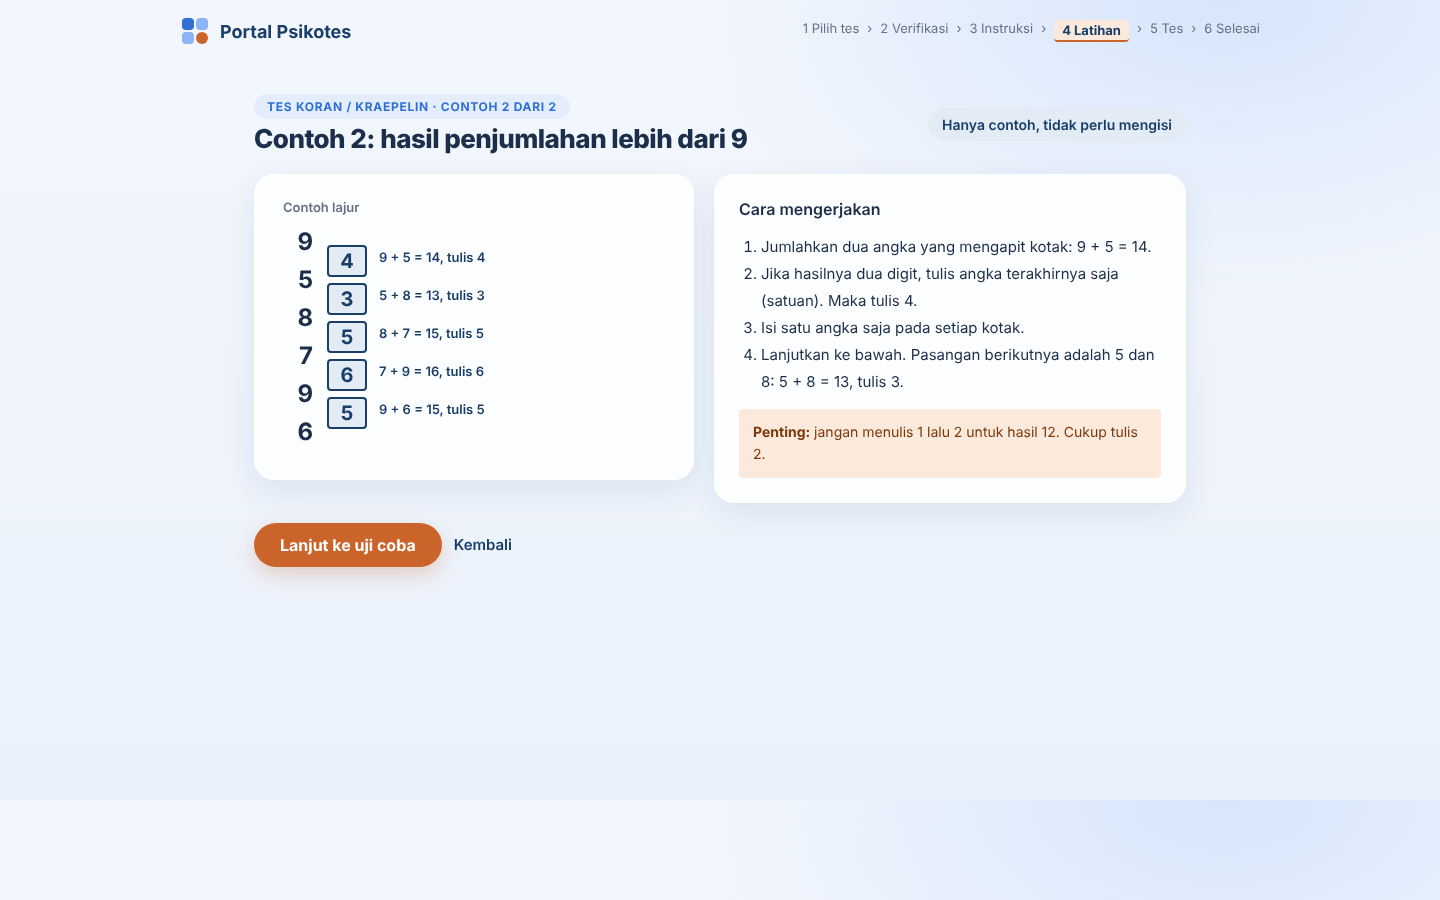 Portal Psikotes
1 Pilih tes › 2 Verifikasi › 3 Instruksi › 4 Latihan › 5 Tes › 6 Selesai
TES KORAN / KRAEPELIN · CONTOH 2 DARI 2
Contoh 2: hasil penjumlahan lebih dari 9
Hanya contoh, tidak perlu mengisi
Contoh lajur
9
4 9 + 5 = 14, tulis 4
5
3 5 + 8 = 13, tulis 3
8
5 8 + 7 = 15, tulis 5
7
6 7 + 9 = 16, tulis 6
9
5 9 + 6 = 15, tulis 5
6
Cara mengerjakan
1. Jumlahkan dua angka yang mengapit kotak: 9 + 5 = 14.
2. Jika hasilnya dua digit, tulis angka terakhirnya saja
(satuan). Maka tulis 4.
3. Isi satu angka saja pada setiap kotak.
4. Lanjutkan ke bawah. Pasangan berikutnya adalah 5 dan
8: 5 + 8 = 13, tulis 3.
Penting: jangan menulis 1 lalu 2 untuk hasil 12. Cukup tulis
2.
Lanjut ke uji coba
Kembali